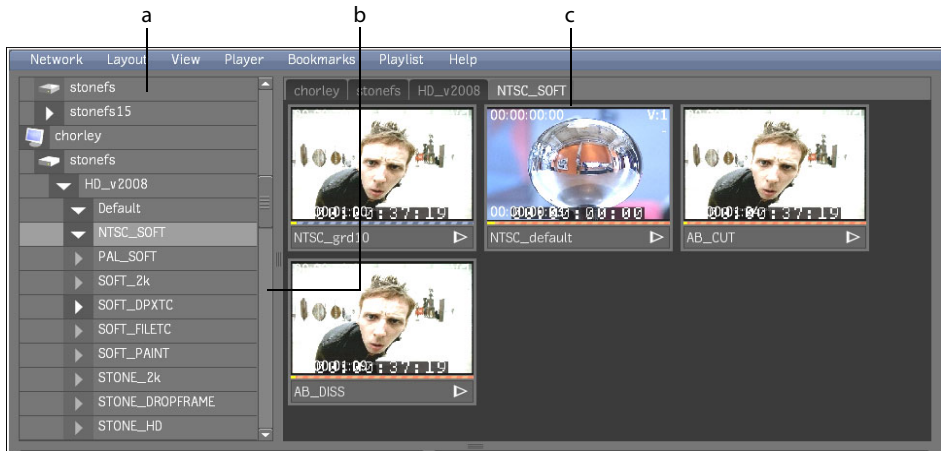 a b c
Network Layout View Player Bookmarks Playlist Help
stonefs
stonefs15
chorley
stonefs
HD_v2008
Default
NTSC_SOFT
PAL_SOFT
SOFT_2k
SOFT_DPXTC
SOFT_FILETC
SOFT_PAINT
STONE_2k
STONE_DROPFRAME
STONE_HD
chorley stonefs HD_v2008 NTSC_SOFT
00:00:00:00 V:1
NTSC_grd10 NTSC_default AB_CUT
AB_DISS